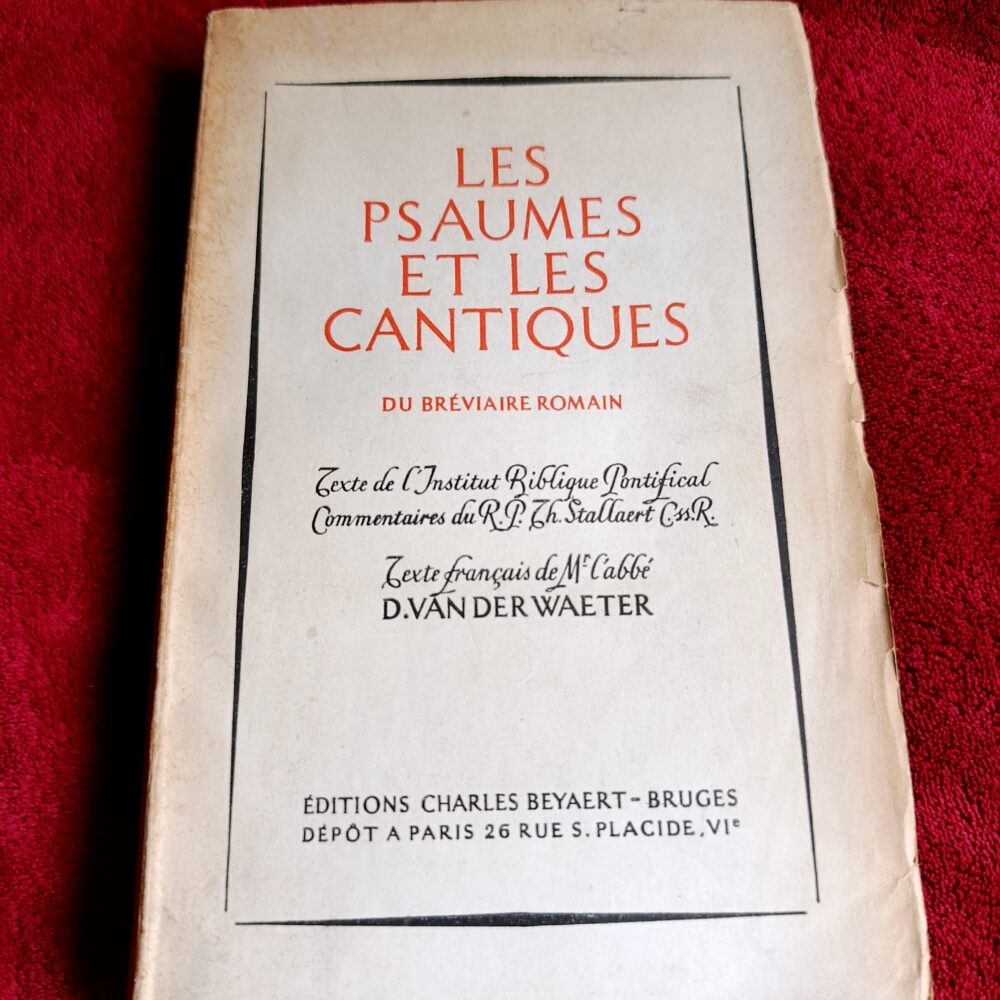 LES
PSAUMES
ET LES
CANTIQUES
DU BRÉVIAIRE ROMAIN
Texte de l'Institut Biblique Pontifical
Commentaires du R.P. Th. Stallaert C.ss.R.
Texte français de Mr l'abbé
D. VAN DER WAETER
ÉDITIONS CHARLES BEYAERT - BRUGES
DÉPÔT A PARIS 26 RUE S. PLACIDE, VIe